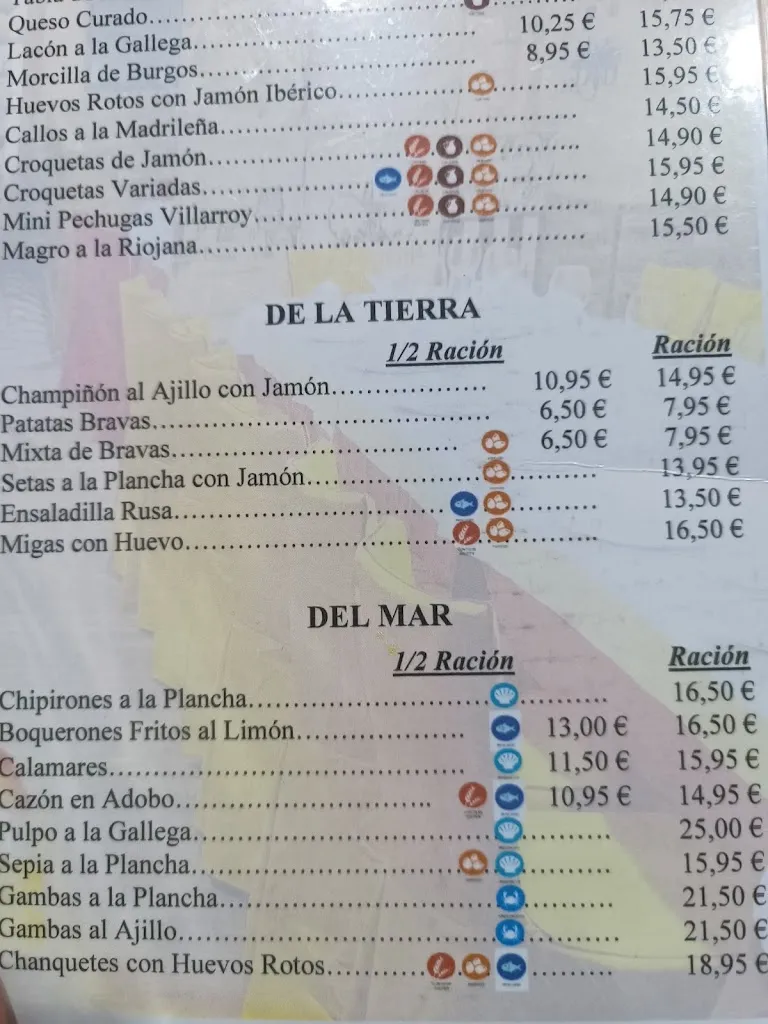 Queso Curado........
Lacón a la Gallega........ 10,25 € 15,75 €
Morcilla de Burgos........ 8,95 € 13,50 €
Huevos Rotos con Jamón Ibérico........ 15,95 €
Callos a la Madrileña........ 14,50 €
Croquetas de Jamón........ 14,90 €
Croquetas Variadas........ 15,95 €
Mini Pechugas Villarroy........ 14,90 €
Magro a la Riojana........ 15,50 €
DE LA TIERRA
1/2 Ración Ración
Champiñón al Ajillo con Jamón........ 10,95 € 14,95 €
Patatas Bravas........ 6,50 € 7,95 €
Mixta de Bravas........ 6,50 € 7,95 €
Setas a la Plancha con Jamón........ 13,95 €
Ensaladilla Rusa........ 13,50 €
Migas con Huevo........ 16,50 €
DEL MAR
1/2 Ración Ración
Chipirones a la Plancha........ 16,50 €
Boquerones Fritos al Limón........ 13,00 € 16,50 €
Calamares........ 11,50 € 15,95 €
Cazón en Adobo........ 10,95 € 14,95 €
Pulpo a la Gallega........ 25,00 €
Sepia a la Plancha........ 15,95 €
Gambas a la Plancha........ 21,50 €
Gambas al Ajillo........ 21,50 €
Chanquetes con Huevos Rotos........ 18,95 €